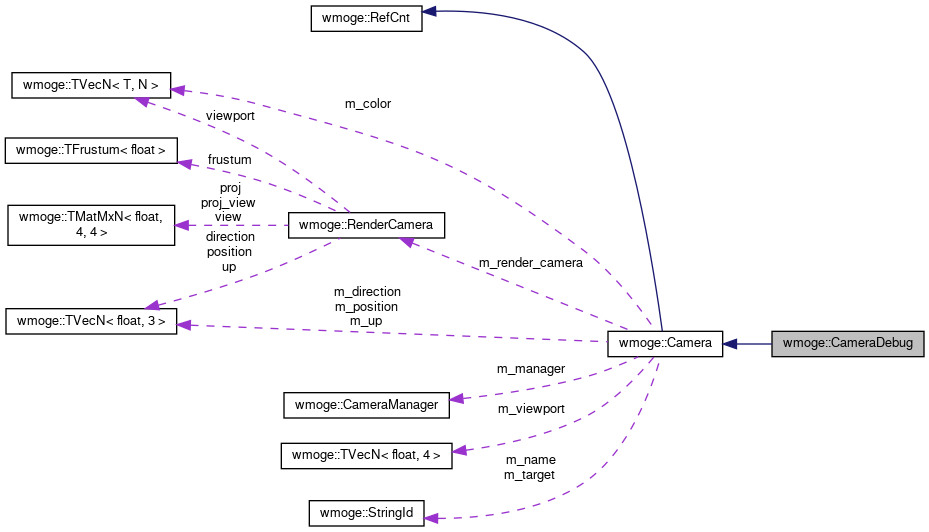 wmoge::RefCnt
wmoge::TVecN< T, N >
m_color
viewport
wmoge::TFrustum< float >
frustum
proj
proj_view
view
wmoge::TMatMxN< float,
4, 4 >
wmoge::RenderCamera
direction
position
up
m_render_camera
m_direction
m_position
m_up
wmoge::TVecN< float, 3 >
wmoge::Camera
wmoge::CameraDebug
m_manager
wmoge::CameraManager
m_viewport
wmoge::TVecN< float, 4 >
m_name
m_target
wmoge::StringId